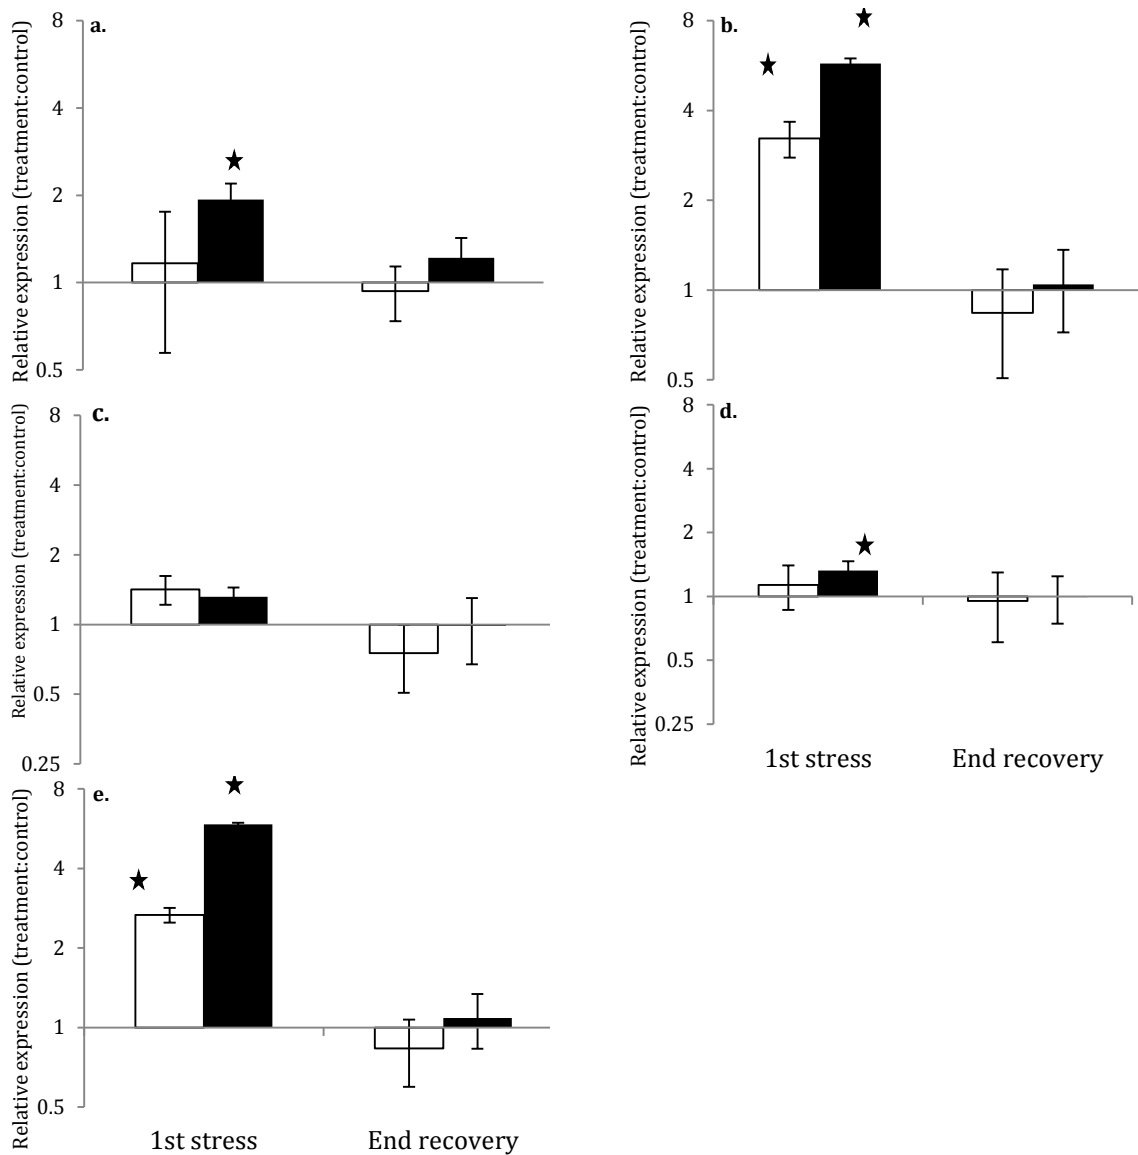 a.
Relative expression (treatment:control)
8
4
2
1
0.5
b.
Relative expression (treatment:control)
8
4
2
1
0.5
c.
Relative expression (treatment:control)
8
4
2
1
0.5
0.25
d.
Relative expression (treatment:control)
8
4
2
1
0.5
0.25
1st stress End recovery
e.
Relative expression (treatment:control)
8
4
2
1
0.5
1st stress End recovery